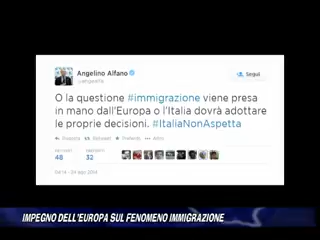 Angelino Alfano
Segui
O la questione #immigrazione viene presa
in mano dall'Europa o l'Italia dovrà adottare
le proprie decisioni. #ItaliaNonAspetta
48 32
IMPEGNO DELL'EUROPA SUL FENOMENO IMMIGRAZIONE